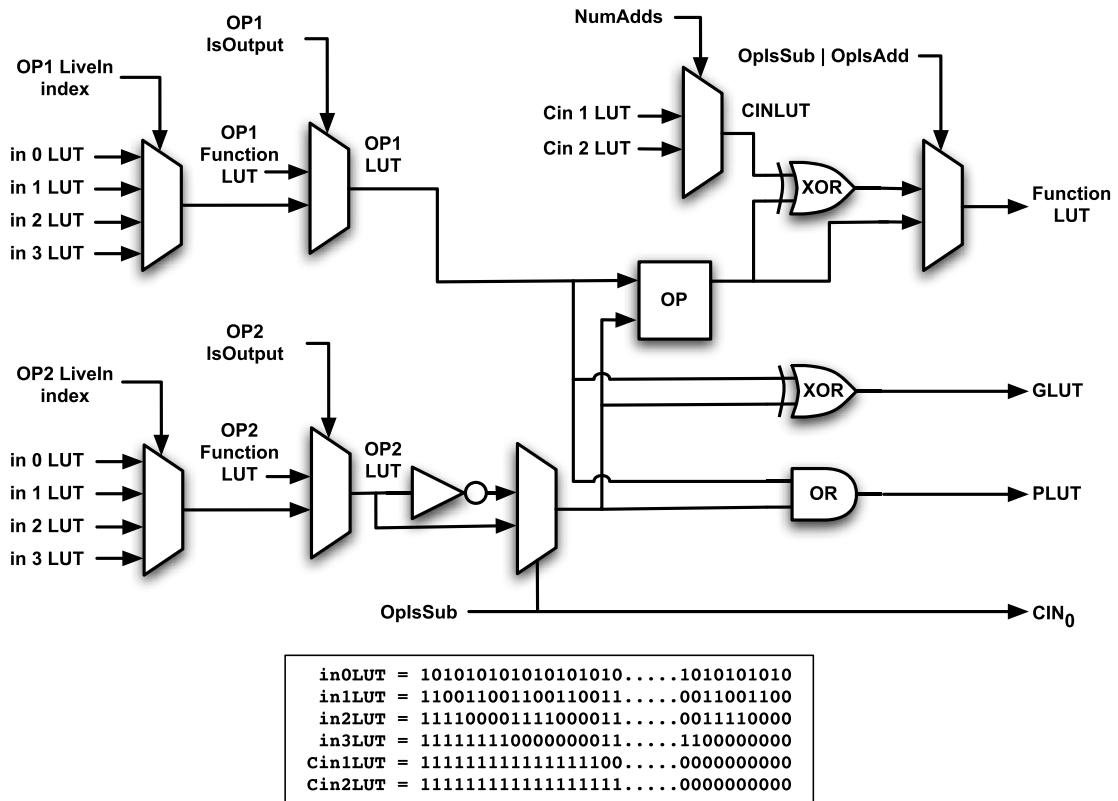 OP1
IsOutput
NumAdds
OP1 LiveIn
index
OpIsSub | OpIsAdd
Cin 1 LUT
Cin 2 LUT
CINLUT
in 0 LUT
in 1 LUT
in 2 LUT
in 3 LUT
OP1
Function
LUT
OP1
LUT
XOR
Function
LUT
OP
OP2
IsOutput
OP2 LiveIn
index
XOR
GLUT
in 0 LUT
in 1 LUT
in 2 LUT
in 3 LUT
OP2
Function
LUT
OP2
LUT
OR
PLUT
OpIsSub
CIN0
in0LUT = 101010101010101010.....1010101010
in1LUT = 110011001100110011.....0011001100
in2LUT = 111100001111000011.....0011110000
in3LUT = 111111110000000011.....1100000000
Cin1LUT = 111111111111111100.....0000000000
Cin2LUT = 111111111111111111.....0000000000